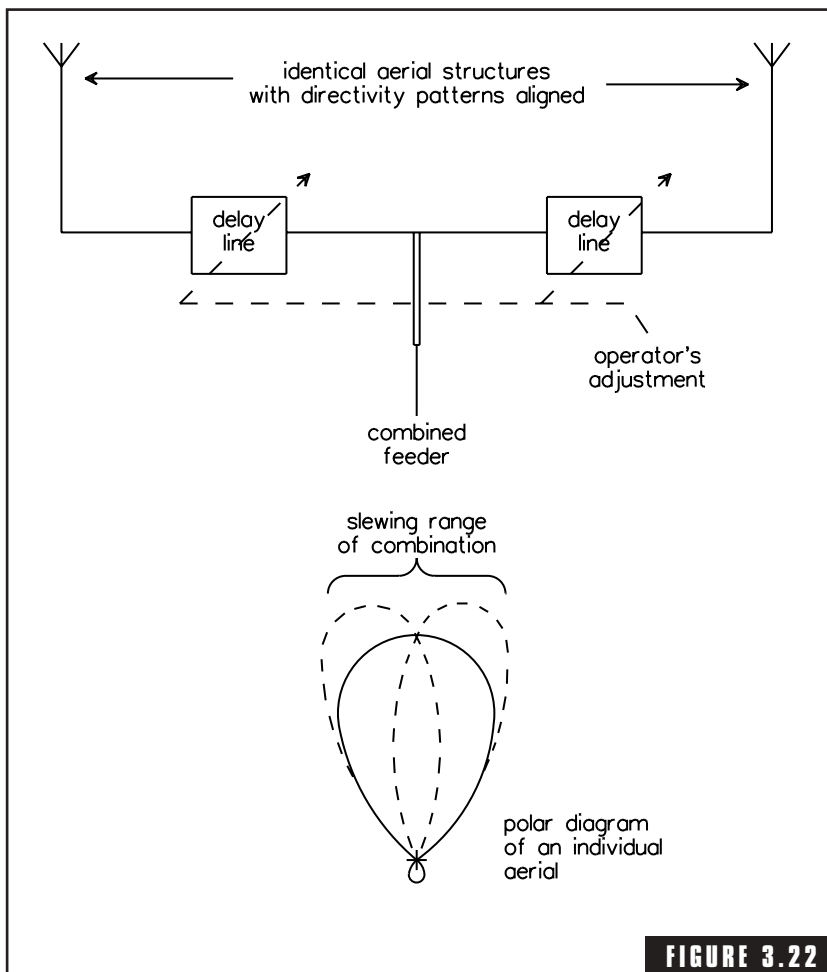 identical aerial structures
with directivity patterns aligned
delay
line
delay
line
operator's
adjustment
combined
feeder
slewing range
of combination
polar diagram
of an individual
aerial
FIGURE 3.22